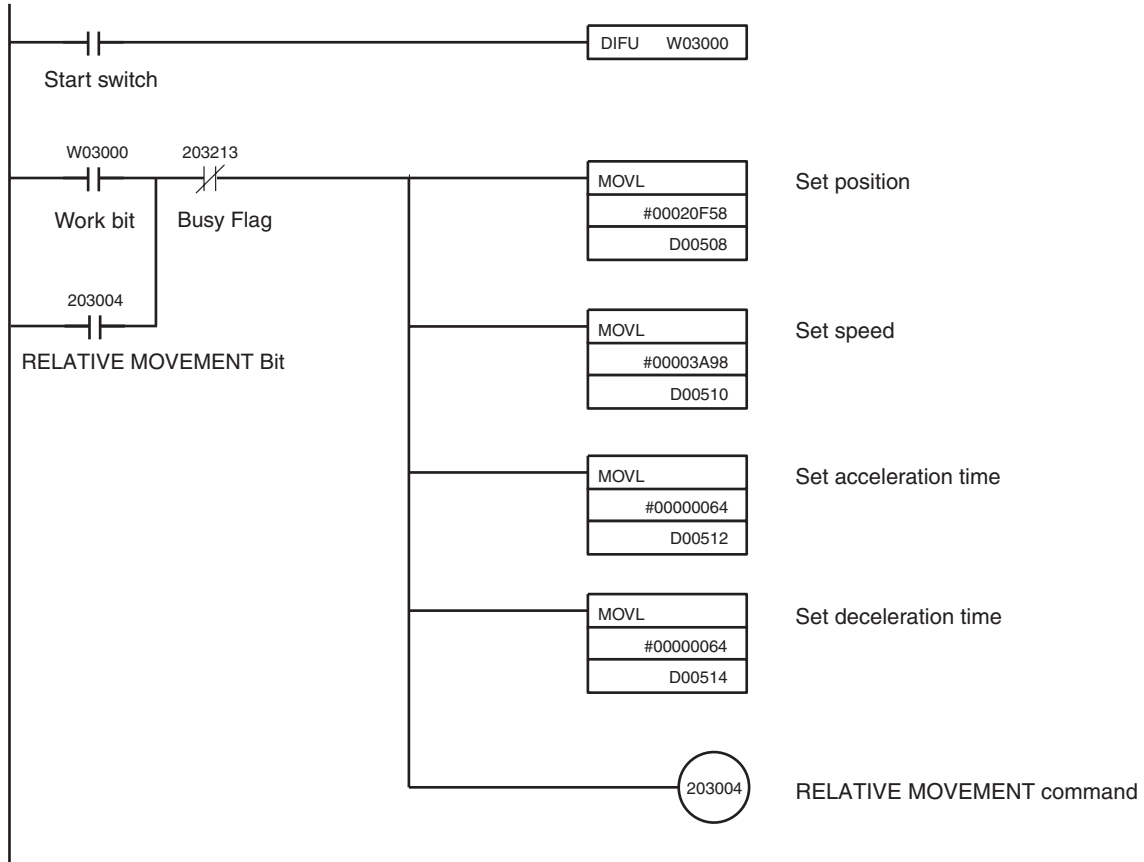 DIFU W03000
Start switch
W03000 203213
MOVL Set position
#00020F58
Work bit Busy Flag
D00508
203004
MOVL Set speed
RELATIVE MOVEMENT Bit
#00003A98
D00510
MOVL Set acceleration time
#00000064
D00512
MOVL Set deceleration time
#00000064
D00514
203004 RELATIVE MOVEMENT command